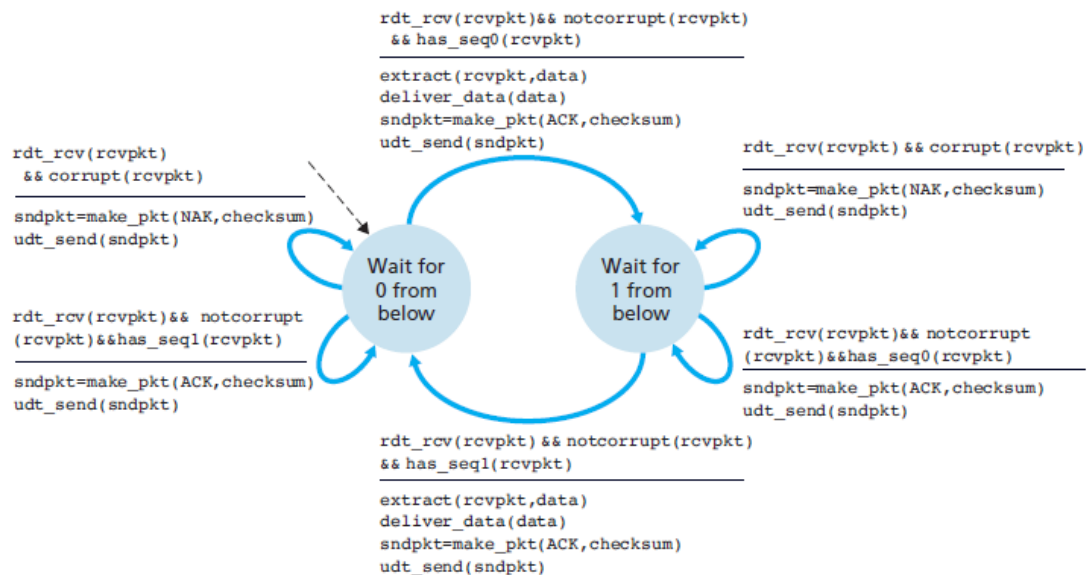 rdt_rcv(rcvpkt)&& notcorrupt(rcvpkt)
&& has_seq0(rcvpkt)
extract(rcvpkt,data)
deliver_data(data)
sndpkt=make_pkt(ACK,checksum)
udt_send(sndpkt)
rdt_rcv(rcvpkt)
&& corrupt(rcvpkt)
sndpkt=make_pkt(NAK,checksum)
udt_send(sndpkt)
rdt_rcv(rcvpkt) && corrupt(rcvpkt)
sndpkt=make_pkt(NAK,checksum)
udt_send(sndpkt)
Wait for
0 from
below
Wait for
1 from
below
rdt_rcv(rcvpkt)&& notcorrupt
(rcvpkt)&&has_seq1(rcvpkt)
sndpkt=make_pkt(ACK,checksum)
udt_send(sndpkt)
rdt_rcv(rcvpkt)&& notcorrupt
(rcvpkt)&&has_seq0(rcvpkt)
sndpkt=make_pkt(ACK,checksum)
udt_send(sndpkt)
rdt_rcv(rcvpkt) && notcorrupt(rcvpkt)
&& has_seq1(rcvpkt)
extract(rcvpkt,data)
deliver_data(data)
sndpkt=make_pkt(ACK,checksum)
udt_send(sndpkt)